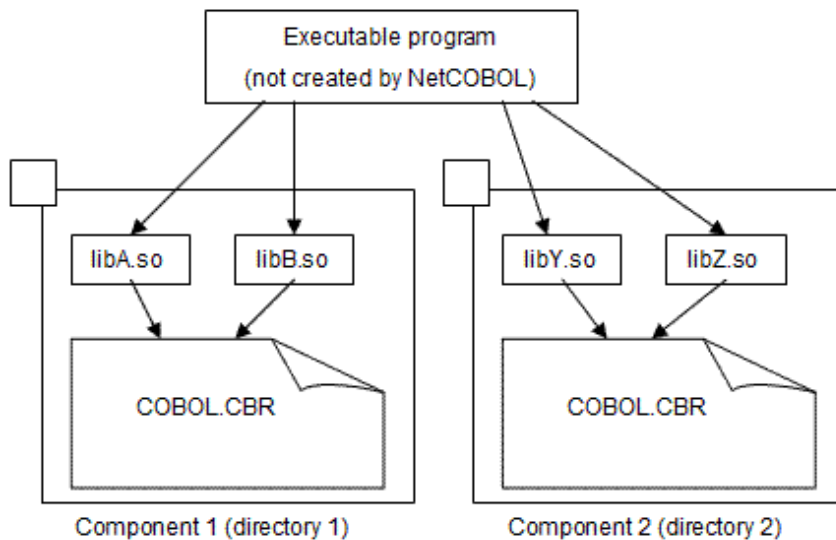 Executable program
(not created by NetCOBOL)
libA.so
libB.so
libY.so
libZ.so
COBOL.CBR
COBOL.CBR
Component 1 (directory 1)
Component 2 (directory 2)